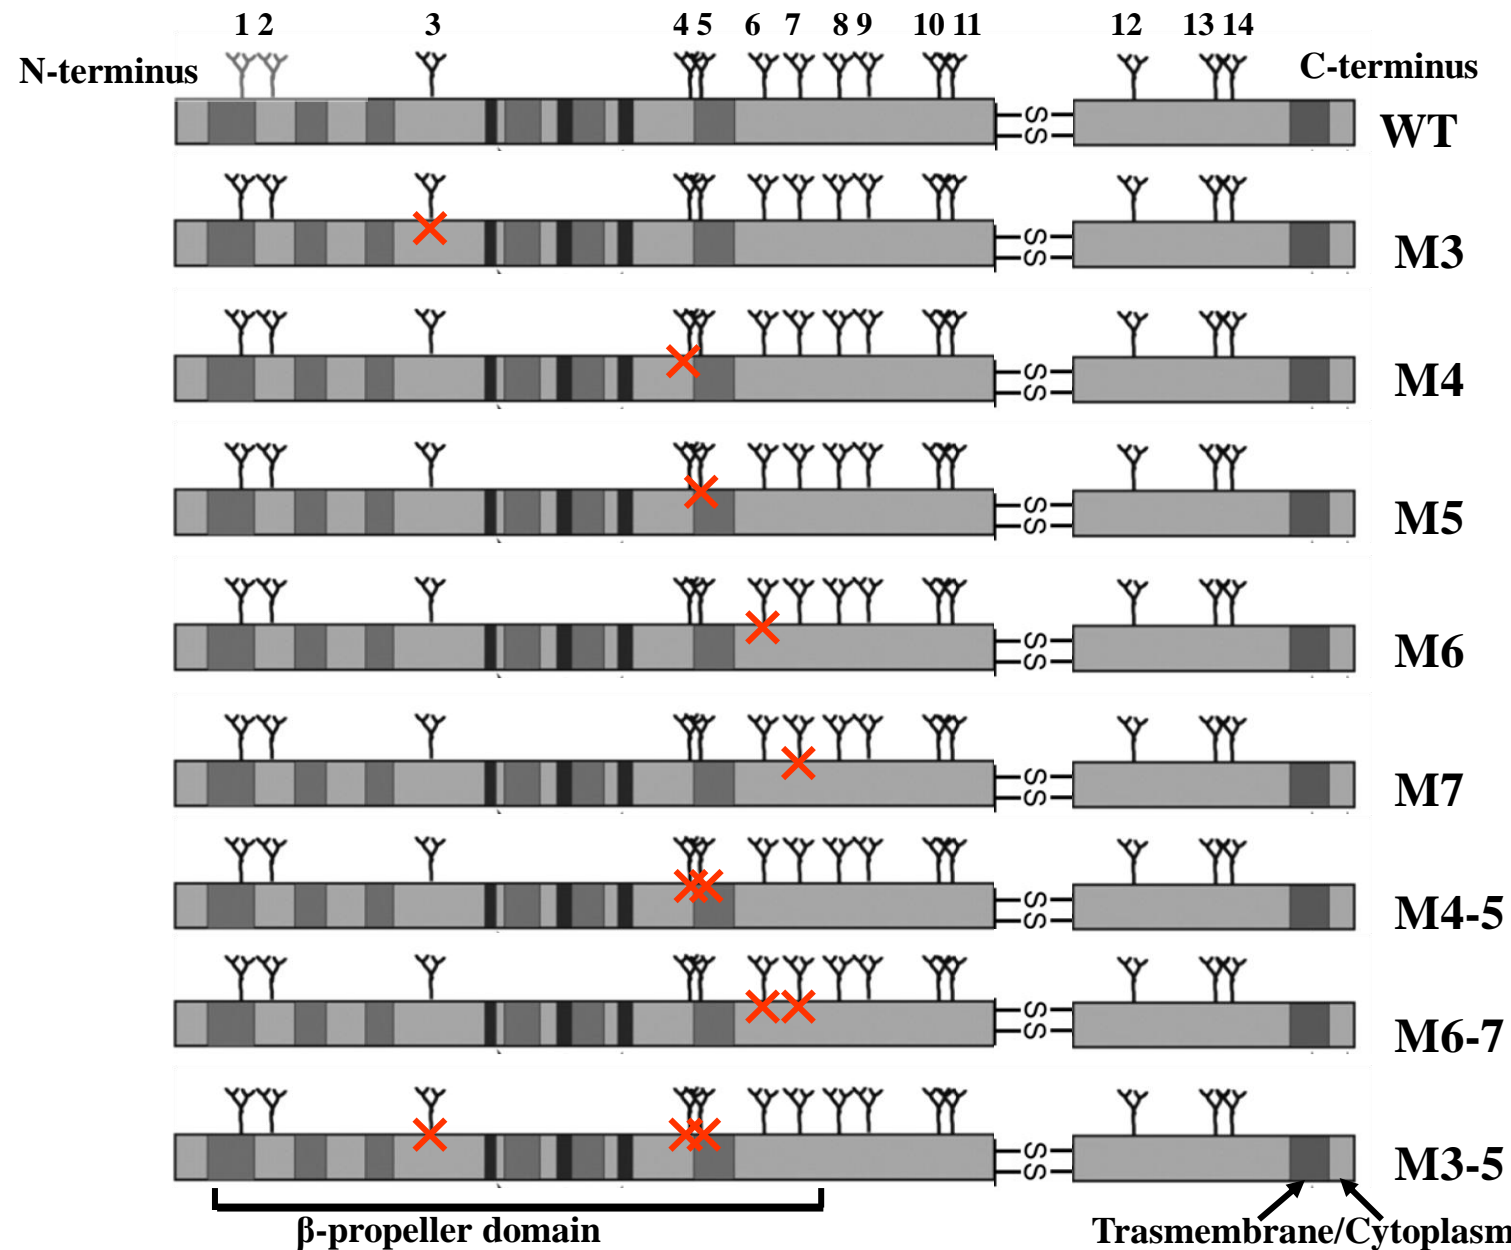 1 2 3 4 5 6 7 8 9 10 11 12 13 14
N-terminus C-terminus
S
S WT
S
S M3
S
S M4
S
S M5
S
S M6
S
S M7
S
S M4-5
S
S M6-7
S
S M3-5
β-propeller domain Trasmembrane/Cytoplasm